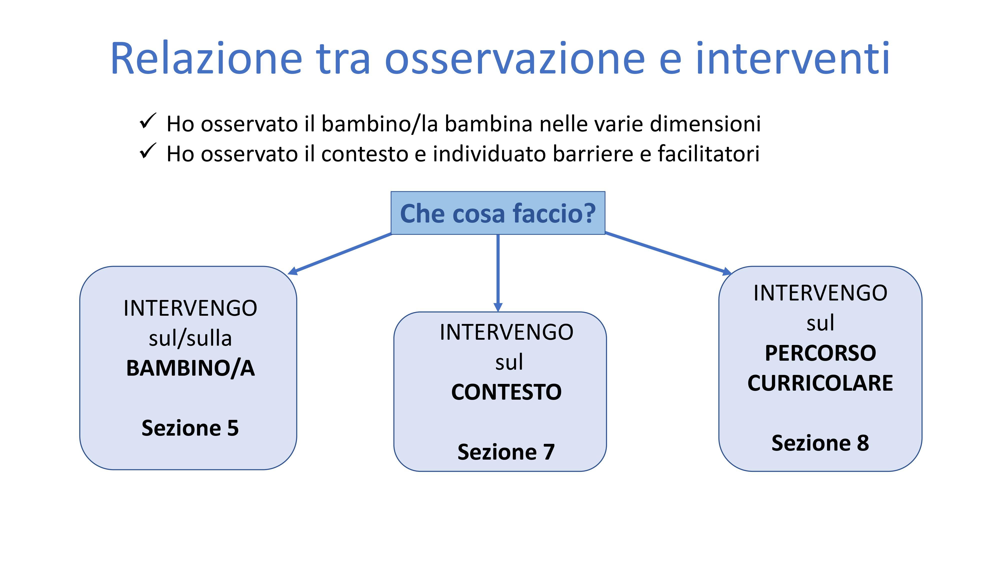 Relazione tra osservazione e interventi
✓ Ho osservato il bambino/la bambina nelle varie dimensioni
✓ Ho osservato il contesto e individuato barriere e facilitatori
Che cosa faccio?
INTERVENGO
sul/sulla
BAMBINO/A
Sezione 5
INTERVENGO
sul
CONTESTO
Sezione 7
INTERVENGO
sul
PERCORSO
CURRICOLARE
Sezione 8